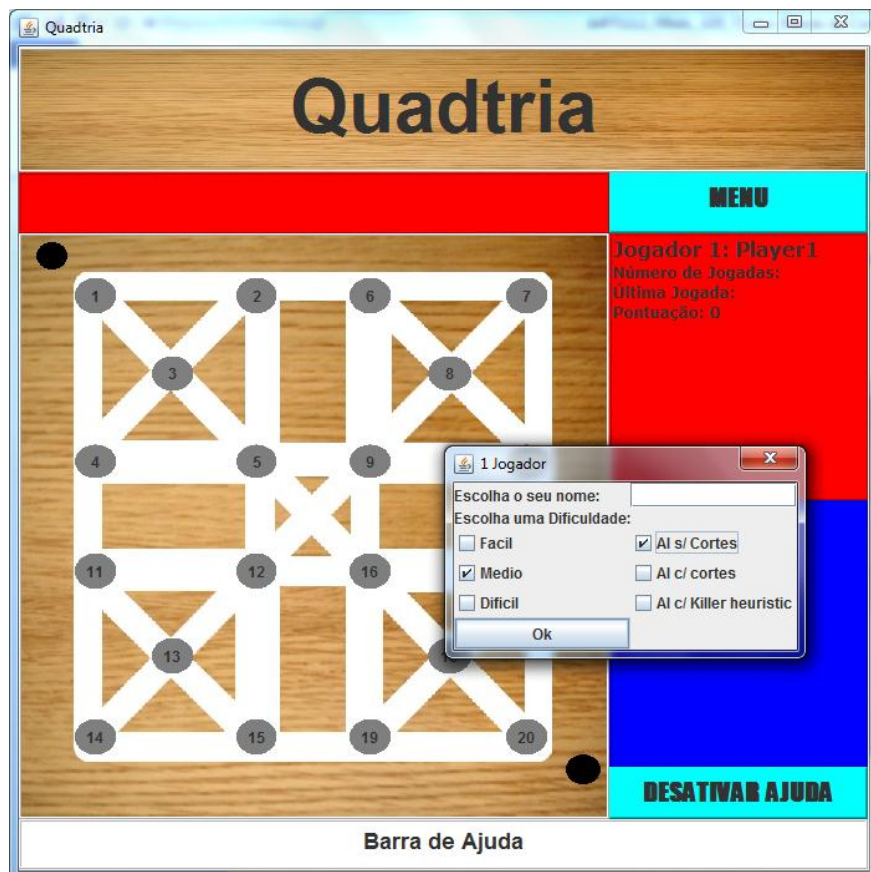 Quadtria
Quadtria
MENU
Jogador 1: Player1
Número de Jogadas:
Última Jogada:
Pontuação: 0
1 2 6 7
3 8
4 5 9
11 12 16
13
14 15 19 20
1 Jogador
Escolha o seu nome:
Escolha uma Dificuldade:
Facil
AI s/ Cortes
Medio
AI c/ cortes
Dificil
AI c/ Killer heuristic
Ok
DESATIVAR AJUDA
Barra de Ajuda